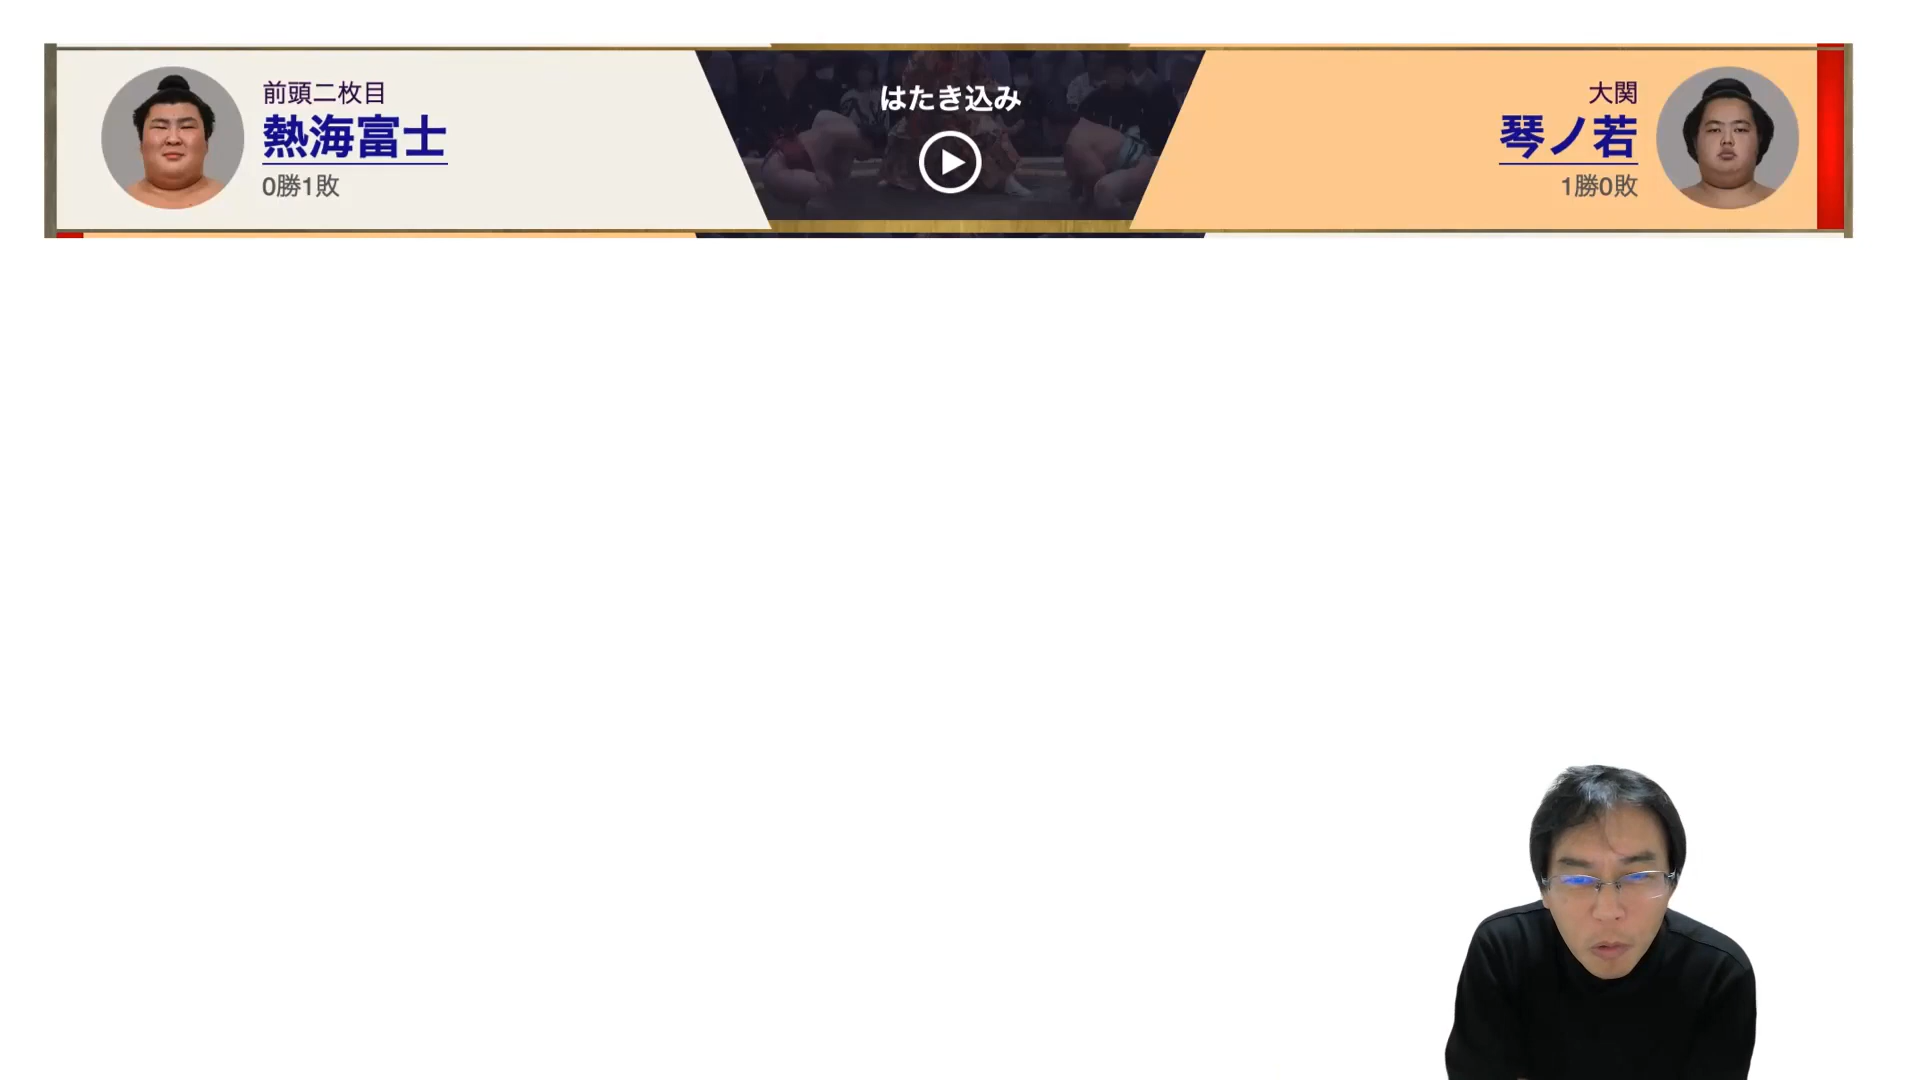 前頭二枚目
熱海富士
0勝1敗
はたき込み
大関
琴ノ若
1勝0敗